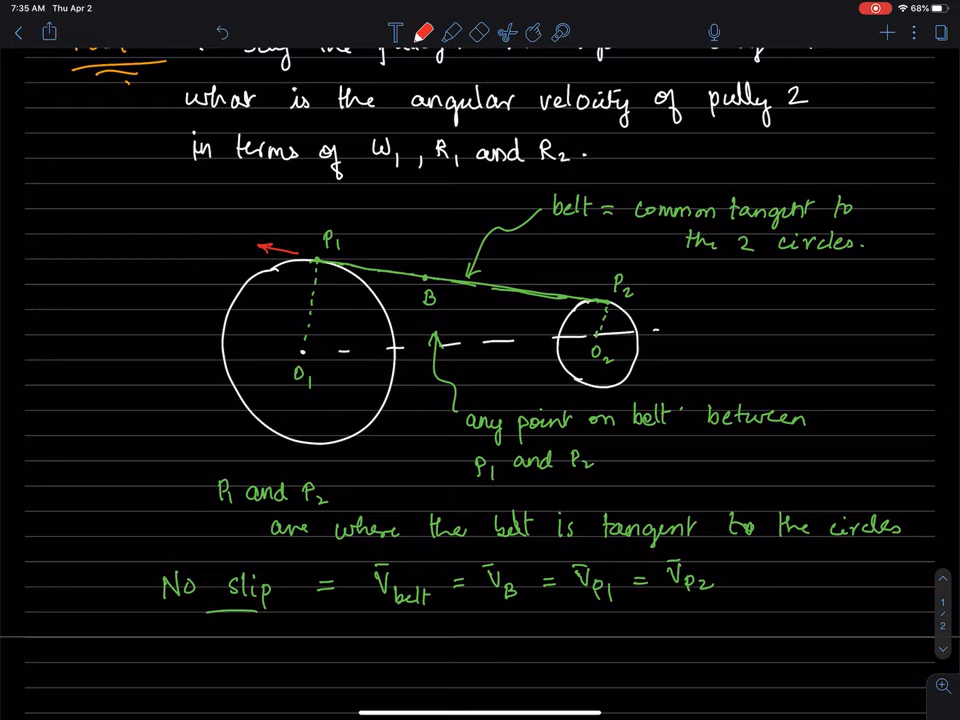 7:35 AM Thu Apr 2
68%
what is the angular velocity of pully 2
in terms of ω1, R1 and R2.
belt = common tangent to
the 2 circles.
P1
P2
B
O1
O2
any point on belt between
P1 and P2
P1 and P2
are where the belt is tangent to the circles
No slip = V̄belt = V̄B = V̄P1 = V̄P2
1
/
2